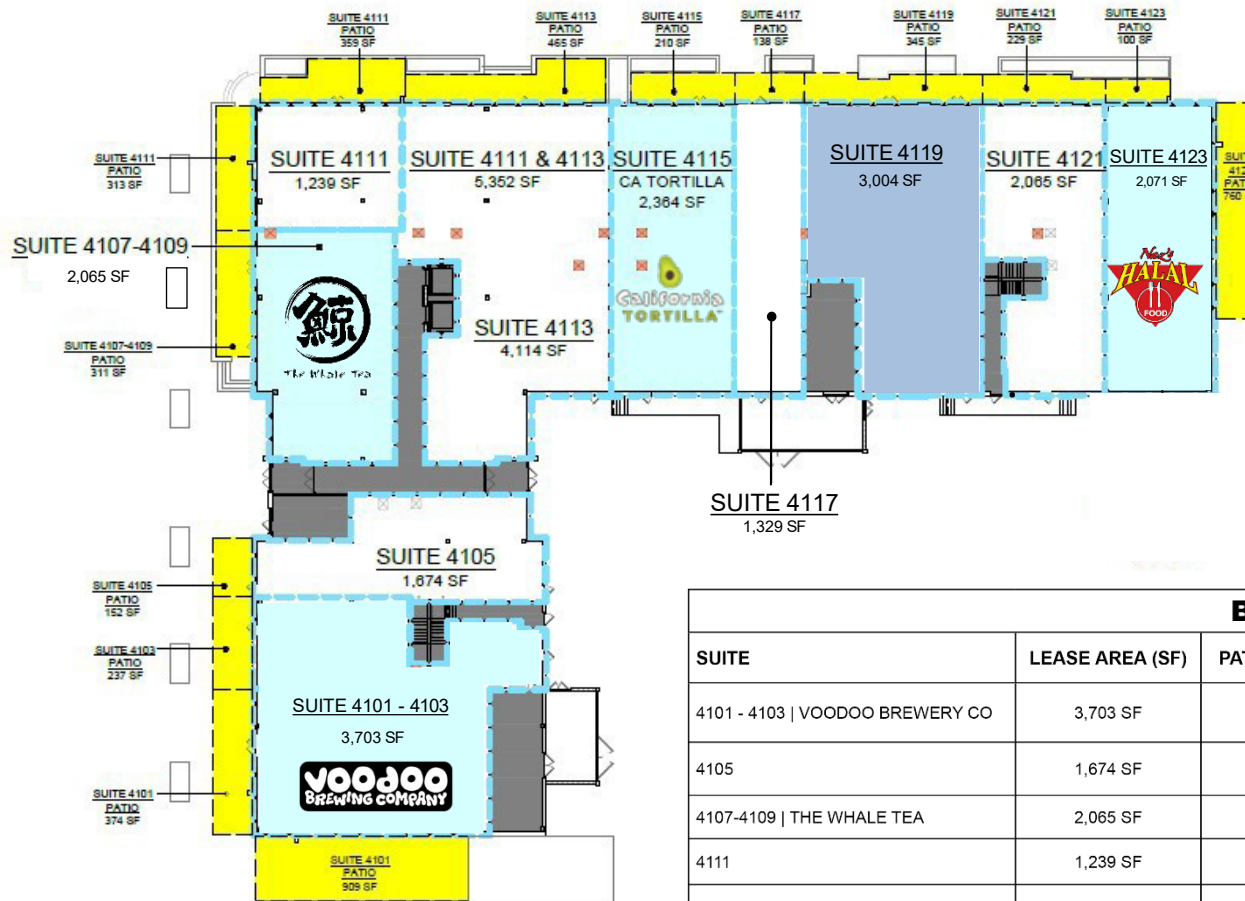 SUITE 4111
PATIO
359 SF
SUITE 4113
PATIO
465 SF
SUITE 4115
PATIO
210 SF
SUITE 4117
PATIO
138 SF
SUITE 4119
PATIO
345 SF
SUITE 4121
PATIO
229 SF
SUITE 4123
PATIO
100 SF
SUITE 4111
PATIO
313 SF
SUITE 4111
1,239 SF
SUITE 4111 & 4113
5,352 SF
SUITE 4115
CA TORTILLA
2,364 SF
California
TORTILLA
SUITE 4119
3,004 SF
SUITE 4121
2,065 SF
SUITE 4123
2,071 SF
Naz's
HALAL
FOOD
760
SUITE 4107-4109
2,065 SF
鯨
The Whale Tea
SUITE 4107-4109
PATIO
311 SF
SUITE 4113
4,114 SF
SUITE 4117
1,329 SF
SUITE 4105
1,674 SF
SUITE 4105
PATIO
152 SF
SUITE 4103
PATIO
237 SF
SUITE 4101 - 4103
3,703 SF
VOODOO
BREWING COMPANY
SUITE 4101
PATIO
374 SF
SUITE 4101
PATIO
909 SF
SUITE LEASE AREA (SF)
4101 - 4103 | VOODOO BREWERY CO 3,703 SF
4105 1,674 SF
4107-4109 | THE WHALE TEA 2,065 SF
4111 1,239 SF